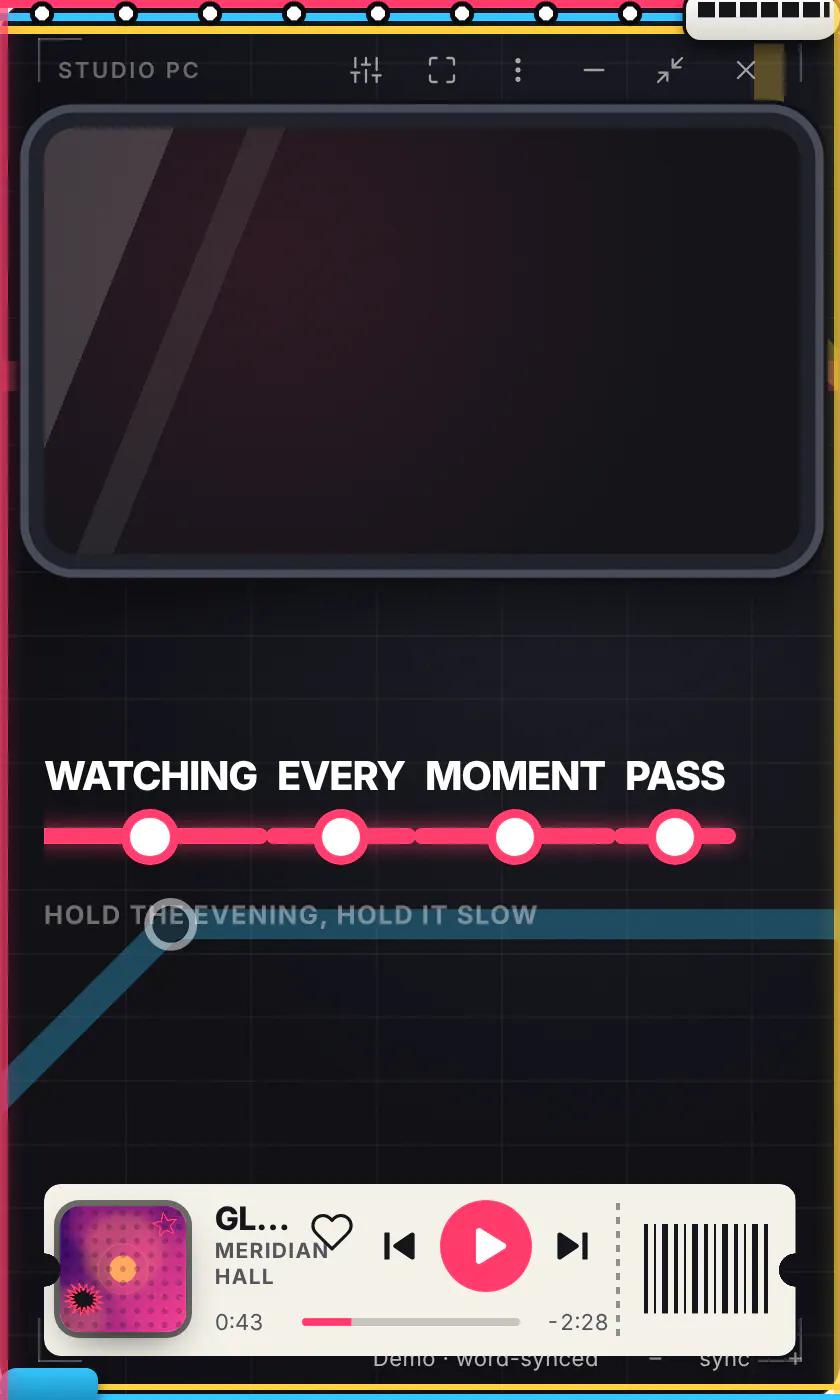 STUDIO PC
WATCHING EVERY MOMENT PASS
HOLD THE EVENING, HOLD IT SLOW
GL...
MERIDIAN
HALL
0:43
-2:28
Demo · word-synced − sync +